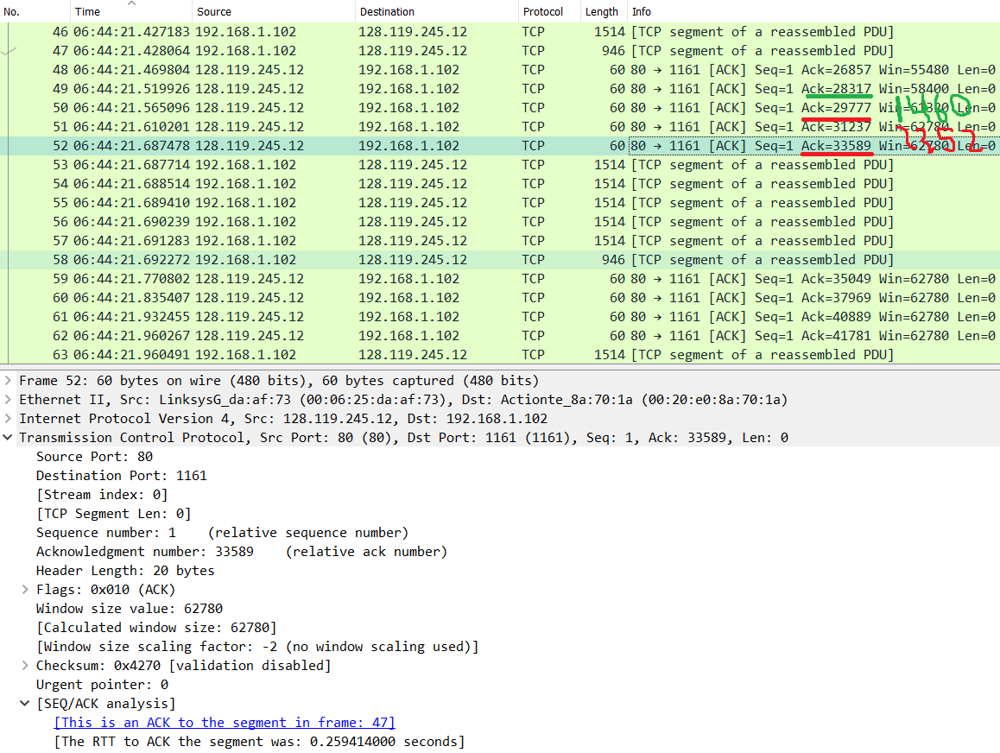 No. Time Source Destination Protocol Length Info
46 06:44:21.427183 192.168.1.102 128.119.245.12 TCP 1514 [TCP segment of a reassembled PDU]
47 06:44:21.428064 192.168.1.102 128.119.245.12 TCP 946 [TCP segment of a reassembled PDU]
48 06:44:21.469804 128.119.245.12 192.168.1.102 TCP 60 80 → 1161 [ACK] Seq=1 Ack=26857 Win=55480 Len=0
49 06:44:21.519926 128.119.245.12 192.168.1.102 TCP 60 80 → 1161 [ACK] Seq=1 Ack=28317 Win=58400 Len=0
50 06:44:21.565096 128.119.245.12 192.168.1.102 TCP 60 80 → 1161 [ACK] Seq=1 Ack=29777 Len=0
1460
51 06:44:21.610201 128.119.245.12 192.168.1.102 TCP 60 80 → 1161 [ACK] Seq=1 Ack=31237 Win=62780 Len=0
2352
52 06:44:21.687478 128.119.245.12 192.168.1.102 TCP 60 80 → 1161 [ACK] Seq=1 Ack=33589 Win=62780 Len=0
53 06:44:21.687714 192.168.1.102 128.119.245.12 TCP 1514 [TCP segment of a reassembled PDU]
54 06:44:21.688514 192.168.1.102 128.119.245.12 TCP 1514 [TCP segment of a reassembled PDU]
55 06:44:21.689410 192.168.1.102 128.119.245.12 TCP 1514 [TCP segment of a reassembled PDU]
56 06:44:21.690239 192.168.1.102 128.119.245.12 TCP 1514 [TCP segment of a reassembled PDU]
57 06:44:21.691283 192.168.1.102 128.119.245.12 TCP 1514 [TCP segment of a reassembled PDU]
58 06:44:21.692272 192.168.1.102 128.119.245.12 TCP 946 [TCP segment of a reassembled PDU]
59 06:44:21.770802 128.119.245.12 192.168.1.102 TCP 60 80 → 1161 [ACK] Seq=1 Ack=35049 Win=62780 Len=0
60 06:44:21.835407 128.119.245.12 192.168.1.102 TCP 60 80 → 1161 [ACK] Seq=1 Ack=37969 Win=62780 Len=0
61 06:44:21.932455 128.119.245.12 192.168.1.102 TCP 60 80 → 1161 [ACK] Seq=1 Ack=40889 Win=62780 Len=0
62 06:44:21.960267 128.119.245.12 192.168.1.102 TCP 60 80 → 1161 [ACK] Seq=1 Ack=41781 Win=62780 Len=0
63 06:44:21.960491 192.168.1.102 128.119.245.12 TCP 1514 [TCP segment of a reassembled PDU]
Frame 52: 60 bytes on wire (480 bits), 60 bytes captured (480 bits)
Ethernet II, Src: LinksysG_da:af:73 (00:06:25:da:af:73), Dst: Actionte_8a:70:1a (00:20:e0:8a:70:1a)
Internet Protocol Version 4, Src: 128.119.245.12, Dst: 192.168.1.102
Transmission Control Protocol, Src Port: 80 (80), Dst Port: 1161 (1161), Seq: 1, Ack: 33589, Len: 0
Source Port: 80
Destination Port: 1161
[Stream index: 0]
[TCP Segment Len: 0]
Sequence number: 1 (relative sequence number)
Acknowledgment number: 33589 (relative ack number)
Header Length: 20 bytes
Flags: 0x010 (ACK)
Window size value: 62780
[Calculated window size: 62780]
[Window size scaling factor: -2 (no window scaling used)]
Checksum: 0x4270 [validation disabled]
Urgent pointer: 0
[SEQ/ACK analysis]
[This is an ACK to the segment in frame: 47]
[The RTT to ACK the segment was: 0.259414000 seconds]